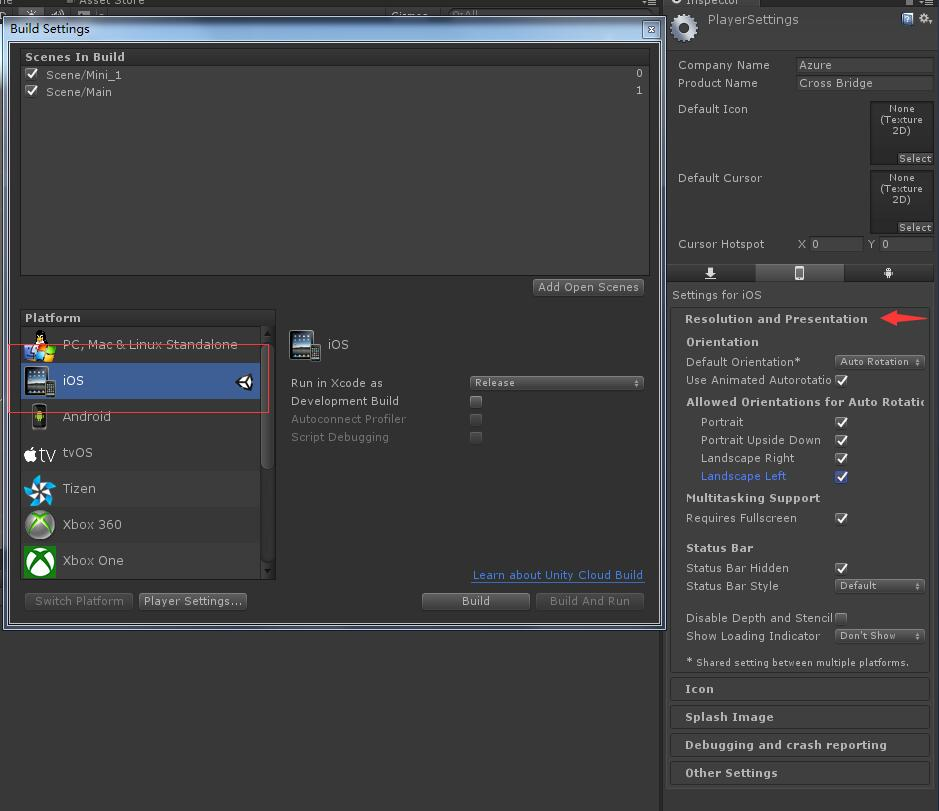 Asset Store
Inspector
Gizmos
Build Settings
Scenes In Build
Scene/Mini_1 0
Scene/Main 1
Add Open Scenes
Platform
PC, Mac & Linux Standalone
iOS
Android
tv
tvOS
Tizen
Xbox 360
Xbox One
Switch Platform
Player Settings...
iOS
Run in Xcode as Release
Development Build
Autoconnect Profiler
Script Debugging
Learn about Unity Cloud Build
Build
Build And Run
PlayerSettings
Company Name Azure
Product Name Cross Bridge
Default Icon
None
(Texture
2D)
Select
Default Cursor
None
(Texture
2D)
Select
Cursor Hotspot X 0 Y 0
Settings for iOS
Resolution and Presentation
Orientation
Default Orientation* Auto Rotation
Use Animated Autorotatio
Allowed Orientations for Auto Rotatic
Portrait
Portrait Upside Down
Landscape Right
Landscape Left
Multitasking Support
Requires Fullscreen
Status Bar
Status Bar Hidden
Status Bar Style Default
Disable Depth and Stencil
Show Loading Indicator Don't Show
* Shared setting between multiple platforms.
Icon
Splash Image
Debugging and crash reporting
Other Settings